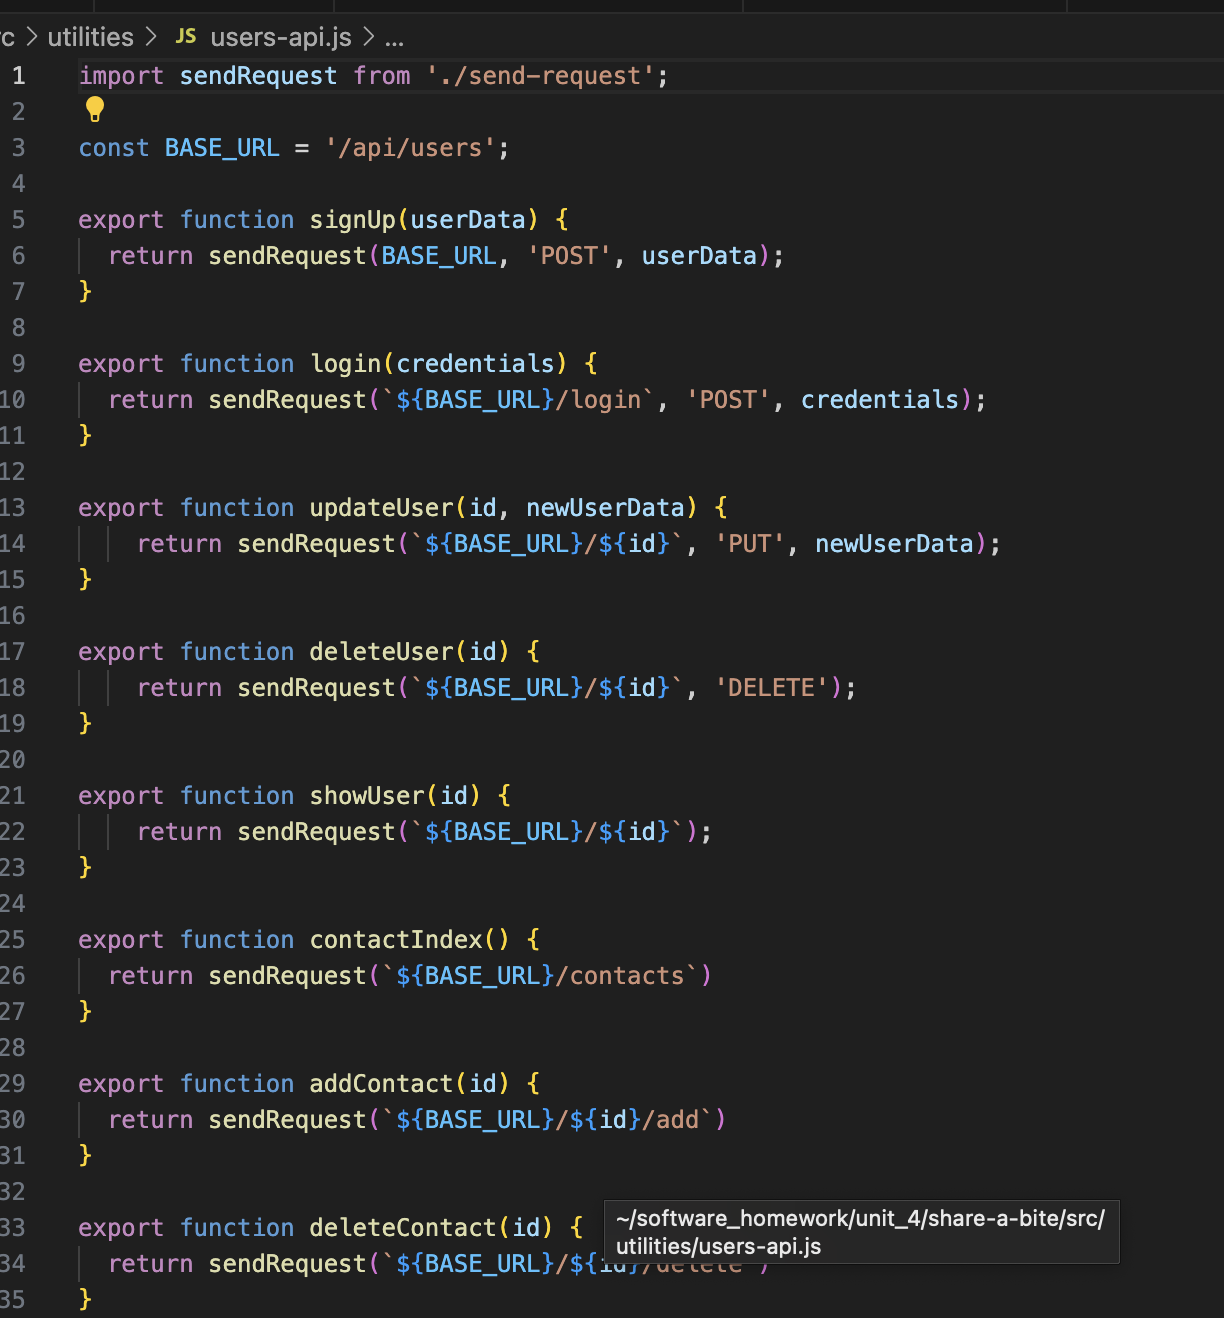 rc > utilities > JS users-api.js > ...
1 import sendRequest from './send-request';
2
3 const BASE_URL = '/api/users';
4
5 export function signUp(userData) {
6 return sendRequest(BASE_URL, 'POST', userData);
7 }
8
9 export function login(credentials) {
10 return sendRequest(`${BASE_URL}/login`, 'POST', credentials);
11 }
12
13 export function updateUser(id, newUserData) {
14 return sendRequest(`${BASE_URL}/${id}`, 'PUT', newUserData);
15 }
16
17 export function deleteUser(id) {
18 return sendRequest(`${BASE_URL}/${id}`, 'DELETE');
19 }
20
21 export function showUser(id) {
22 return sendRequest(`${BASE_URL}/${id}`);
23 }
24
25 export function contactIndex() {
26 return sendRequest(`${BASE_URL}/contacts`)
27 }
28
29 export function addContact(id) {
30 return sendRequest(`${BASE_URL}/${id}/add`)
31 }
32
33 export function deleteContact(id) {
~/software_homework/unit_4/share-a-bite/src/
utilities/users-api.js
34 return sendRequest(`${BASE_URL}/${id}/delete`)
35 }